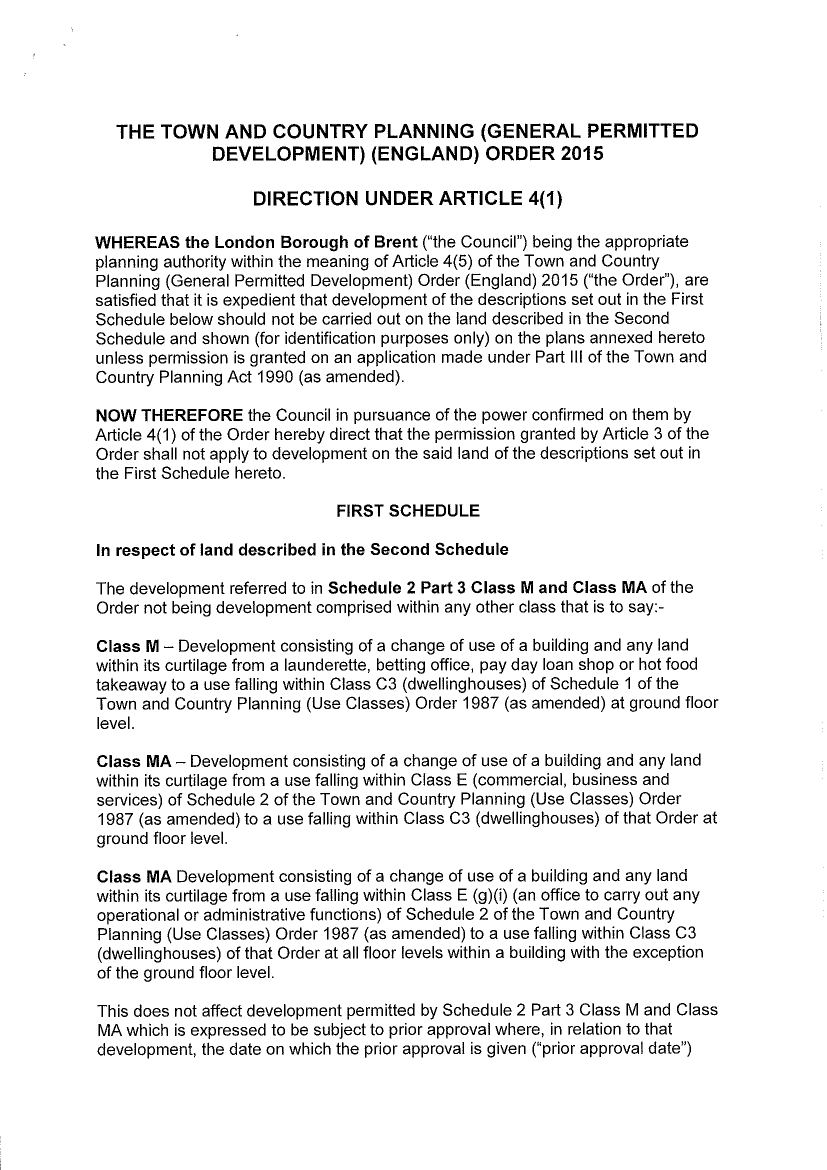 THE TOWN AND COUNTRY PLANNING (GENERAL PERMITTED
DEVELOPMENT) (ENGLAND) ORDER 2015
DIRECTION UNDER ARTICLE 4(1)
WHEREAS the London Borough of Brent (“the Council”) being the appropriate
planning authority within the meaning of Article 4(5) of the Town and Country
Planning (General Permitted Development) Order (England) 2015 (“the Order”), are
satisfied that it is expedient that development of the descriptions set out in the First
Schedule below should not be carried out on the land described in the Second
Schedule and shown (for identification purposes only) on the plans annexed hereto
unless permission is granted on an application made under Part III of the Town and
Country Planning Act 1990 (as amended).
NOW THEREFORE the Council in pursuance of the power confirmed on them by
Article 4(1) of the Order hereby direct that the permission granted by Article 3 of the
Order shall not apply to development on the said land of the descriptions set out in
the First Schedule hereto.
FIRST SCHEDULE
In respect of land described in the Second Schedule
The development referred to in Schedule 2 Part 3 Class M and Class MA of the
Order not being development comprised within any other class that is to say:-
Class M – Development consisting of a change of use of a building and any land
within its curtilage from a launderette, betting office, pay day loan shop or hot food
takeaway to a use falling within Class C3 (dwellinghouses) of Schedule 1 of the
Town and Country Planning (Use Classes) Order 1987 (as amended) at ground floor
level.
Class MA – Development consisting of a change of use of a building and any land
within its curtilage from a use falling within Class E (commercial, business and
services) of Schedule 2 of the Town and Country Planning (Use Classes) Order
1987 (as amended) to a use falling within Class C3 (dwellinghouses) of that Order at
ground floor level.
Class MA Development consisting of a change of use of a building and any land
within its curtilage from a use falling within Class E (g)(i) (an office to carry out any
operational or administrative functions) of Schedule 2 of the Town and Country
Planning (Use Classes) Order 1987 (as amended) to a use falling within Class C3
(dwellinghouses) of that Order at all floor levels within a building with the exception
of the ground floor level.
This does not affect development permitted by Schedule 2 Part 3 Class M and Class
MA which is expressed to be subject to prior approval where, in relation to that
development, the date on which the prior approval is given (“prior approval date”)